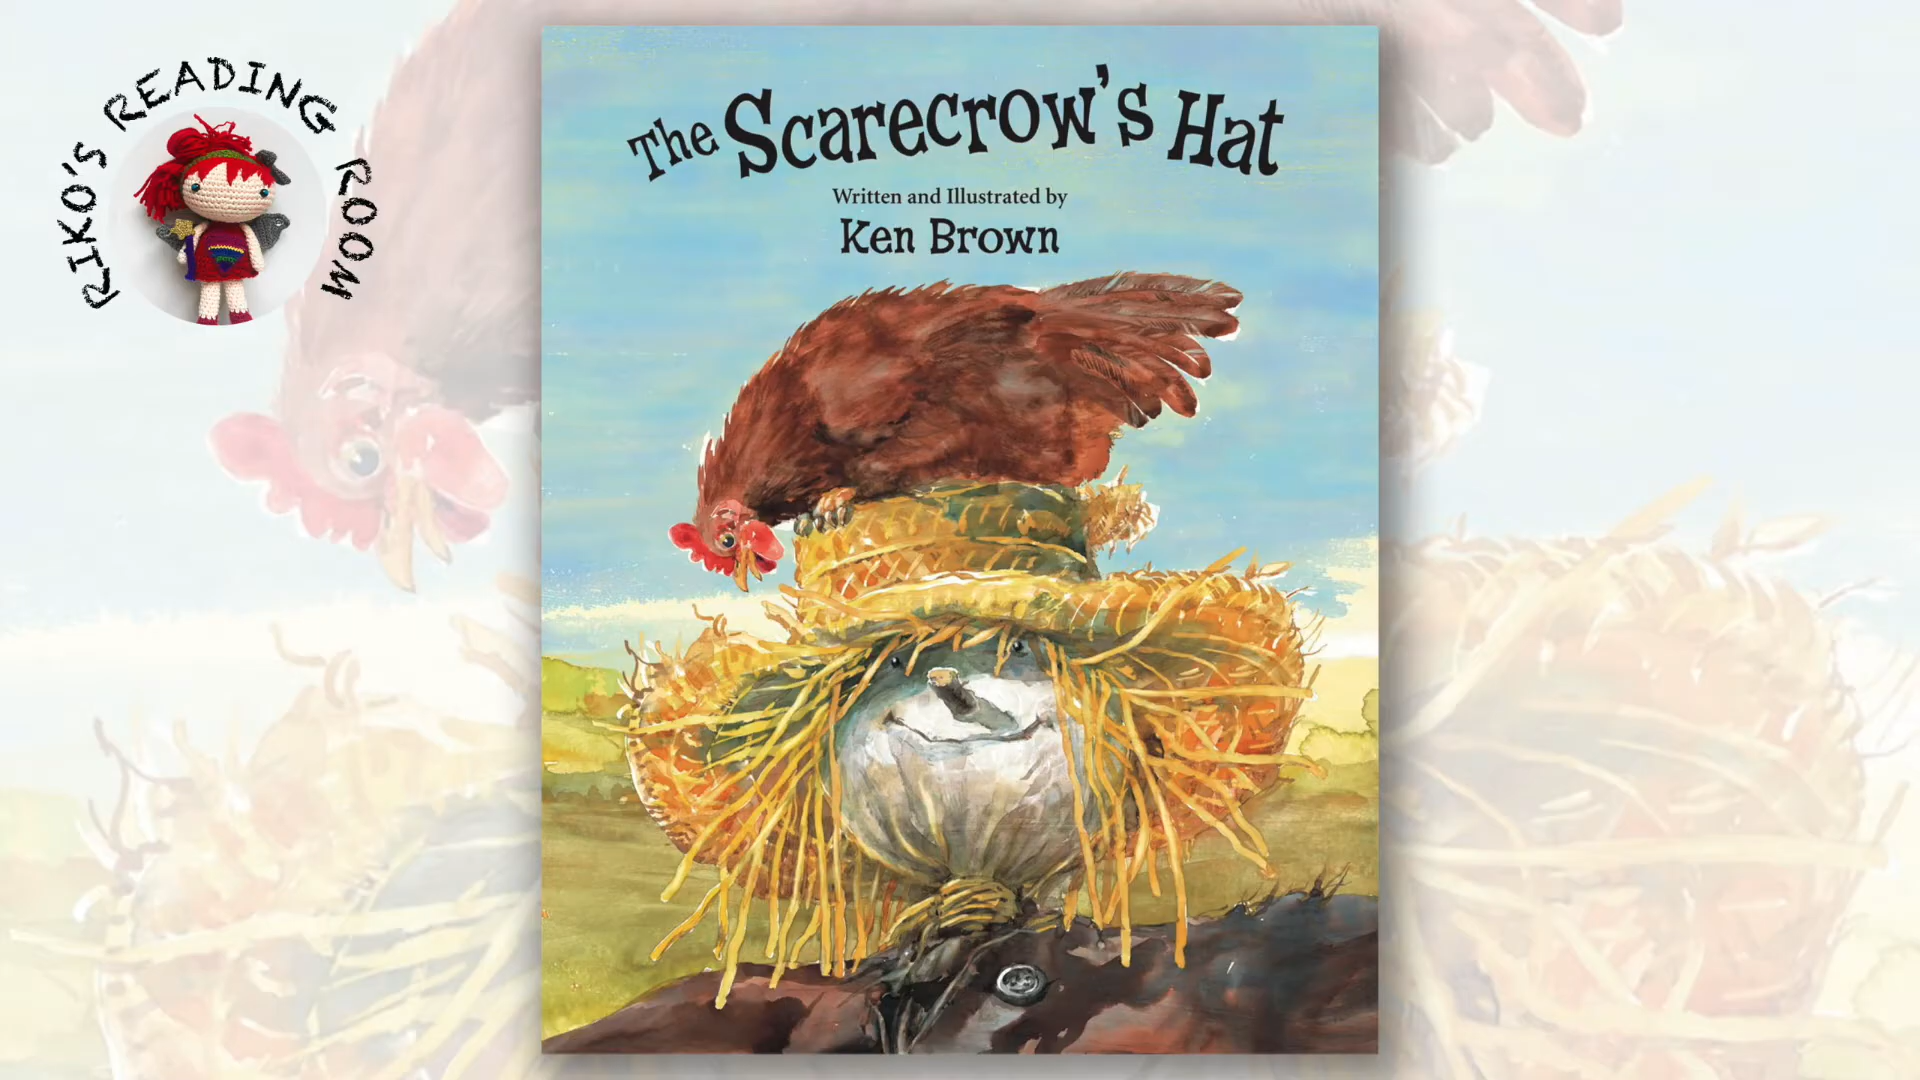 RIKO'S READING ROOM
The Scarecrow's Hat
Written and Illustrated by
Ken Brown